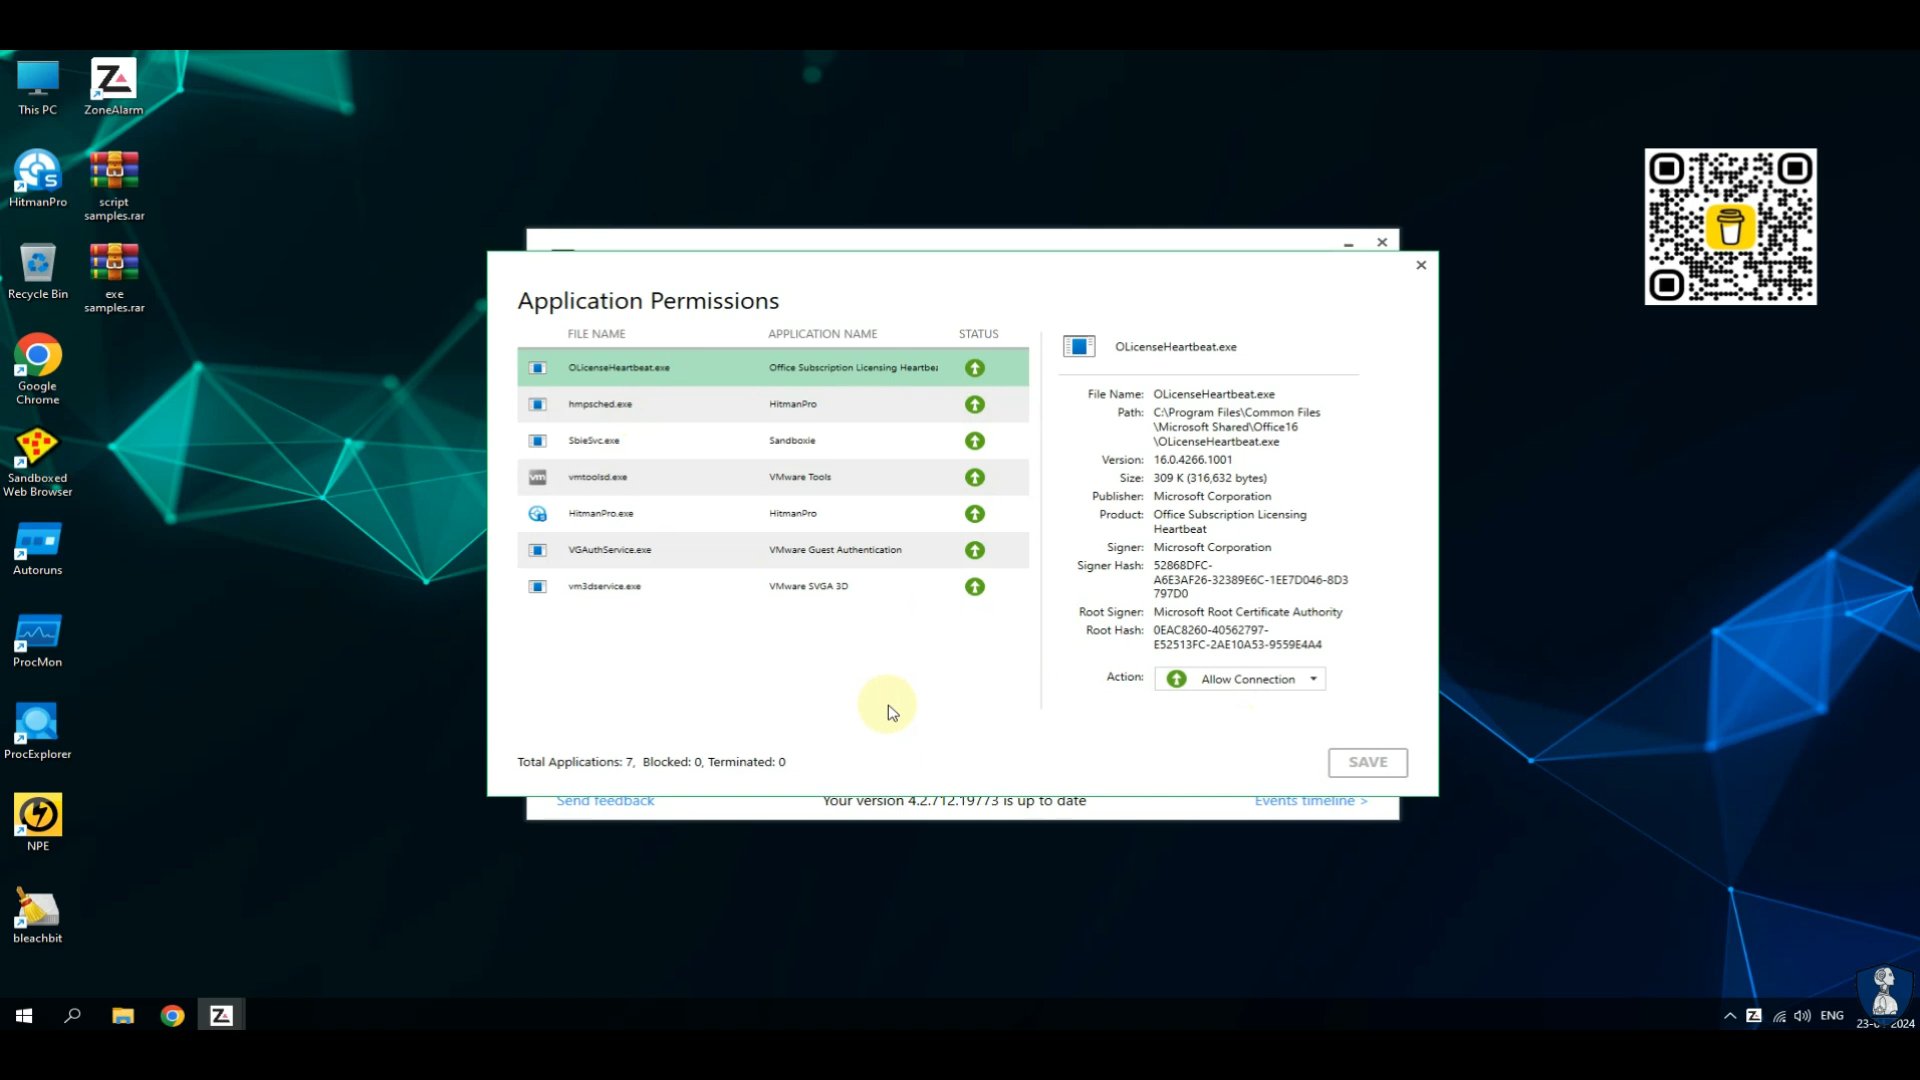 This PC
ZoneAlarm
HitmanPro
script
samples.rar
Recycle Bin
exe
samples.rar
Google
Chrome
Sandboxed
Web Browser
Autoruns
ProcMon
ProcExplorer
NPE
bleachbit
Application Permissions
FILE NAME APPLICATION NAME STATUS
OLicenseHeartbeat.exe Office Subscription Licensing Heartbea
hmpsched.exe HitmanPro
SbieSvc.exe Sandboxie
vm vmtoolsd.exe VMware Tools
HitmanPro.exe HitmanPro
VGAuthService.exe VMware Guest Authentication
vm3dservice.exe VMware SVGA 3D
Total Applications: 7, Blocked: 0, Terminated: 0
OLicenseHeartbeat.exe
File Name: OLicenseHeartbeat.exe
Path: C:\Program Files\Common Files
\Microsoft Shared\Office16
\OLicenseHeartbeat.exe
Version: 16.0.4266.1001
Size: 309 K (316,632 bytes)
Publisher: Microsoft Corporation
Product: Office Subscription Licensing
Heartbeat
Signer: Microsoft Corporation
Signer Hash: 52868DFC-
A6E3AF26-32389E6C-1EE7D046-8D3
797D0
Root Signer: Microsoft Root Certificate Authority
Root Hash: 0EAC8260-40562797-
E52513FC-2AE10A53-9559E4A4
Action: Allow Connection
SAVE
Send feedback Your version 4.2.712.19773 is up to date Events timeline >
ENG
2024